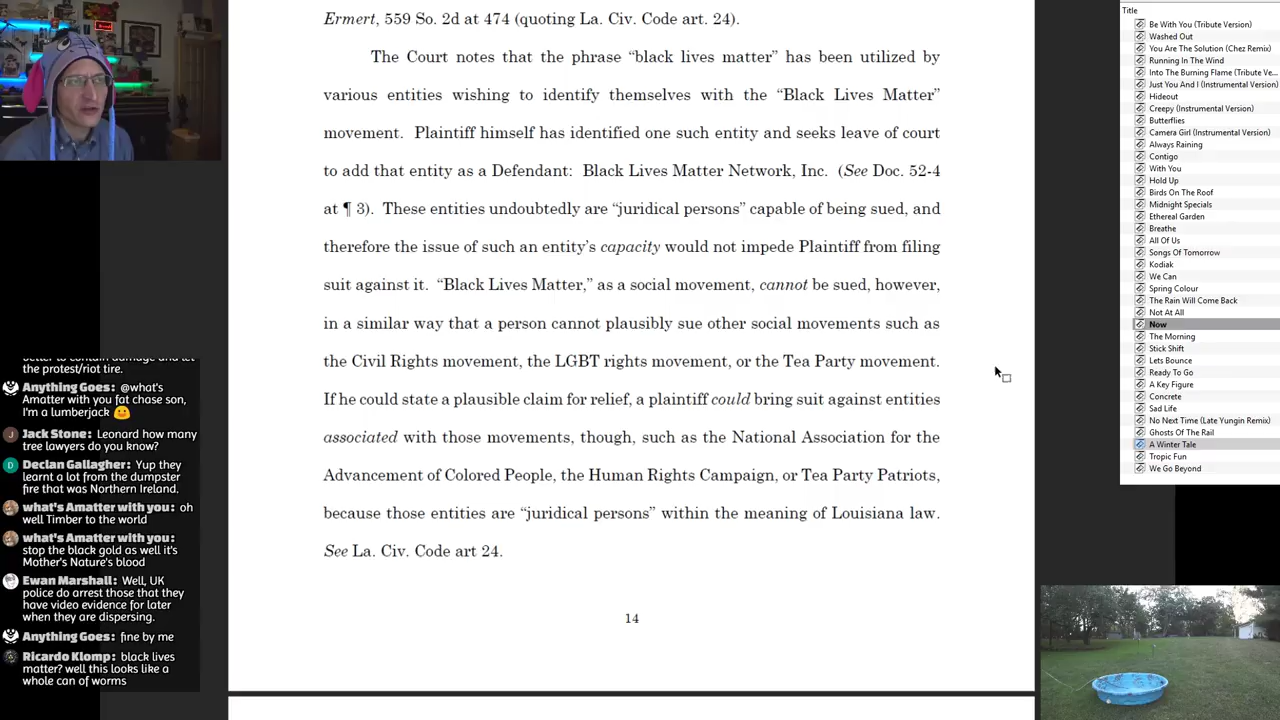 Ermert, 559 So. 2d at 474 (quoting La. Civ. Code art. 24).
The Court notes that the phrase “black lives matter” has been utilized by
various entities wishing to identify themselves with the “Black Lives Matter”
movement. Plaintiff himself has identified one such entity and seeks leave of court
to add that entity as a Defendant: Black Lives Matter Network, Inc. (See Doc. 52-4
at ¶ 3). These entities undoubtedly are “juridical persons” capable of being sued, and
therefore the issue of such an entity’s capacity would not impede Plaintiff from filing
suit against it. “Black Lives Matter,” as a social movement, cannot be sued, however,
in a similar way that a person cannot plausibly sue other social movements such as
the Civil Rights movement, the LGBT rights movement, or the Tea Party movement.
If he could state a plausible claim for relief, a plaintiff could bring suit against entities
associated with those movements, though, such as the National Association for the
Advancement of Colored People, the Human Rights Campaign, or Tea Party Patriots,
because those entities are “juridical persons” within the meaning of Louisiana law.
See La. Civ. Code art 24.
14
better to contain damage and let
the protest/riot tire.
Anything Goes: @what's
Amatter with you fat chase son,
I'm a lumberjack
Jack Stone: Leonard how many
tree lawyers do you know?
Declan Gallagher: Yup they
learnt a lot from the dumpster
fire that was Northern Ireland.
what's Amatter with you: oh
well Timber to the world
what's Amatter with you:
stop the black gold as well it's
Mother's Nature's blood
Ewan Marshall: Well, UK
police do arrest those that they
have video evidence for later
when they are dispersing.
Anything Goes: fine by me
Ricardo Klomp: black lives
matter? well this looks like a
whole can of worms
Title
Be With You (Tribute Version)
Washed Out
You Are The Solution (Chez Remix)
Running In The Wind
Into The Burning Flame (Tribute Ve...
Just You And I (Instrumental Version)
Hideout
Creepy (Instrumental Version)
Butterflies
Camera Girl (Instrumental Version)
Always Raining
Contigo
With You
Hold Up
Birds On The Roof
Midnight Specials
Ethereal Garden
Breathe
All Of Us
Songs Of Tomorrow
Kodiak
We Can
Spring Colour
The Rain Will Come Back
Not At All
Now
The Morning
Stick Shift
Lets Bounce
Ready To Go
A Key Figure
Concrete
Sad Life
No Next Time (Late Yungin Remix)
Ghosts Of The Rail
A Winter Tale
Tropic Fun
We Go Beyond